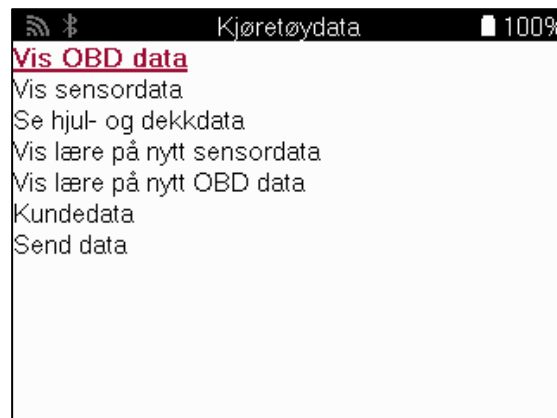 Kjøretøydata 100%
Vis OBD data
Vis sensordata
Se hjul- og dekkdata
Vis lære på nytt sensordata
Vis lære på nytt OBD data
Kundedata
Send data